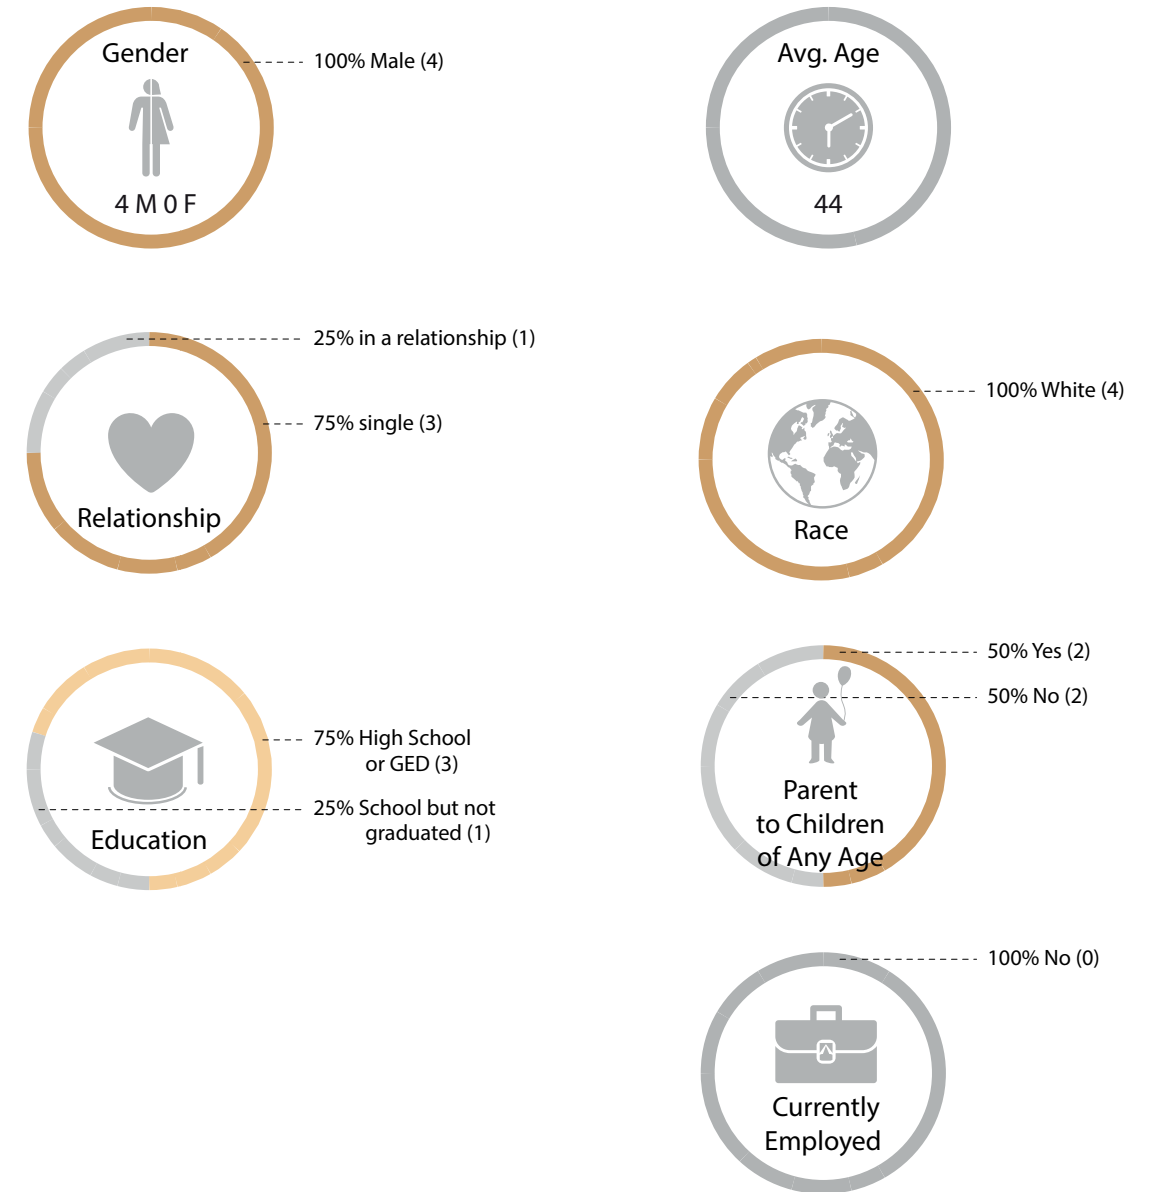 Gender
100% Male (4)
4 M 0 F
Avg. Age
44
25% in a relationship (1)
75% single (3)
Relationship
100% White (4)
Race
75% High School
or GED (3)
25% School but not
graduated (1)
Education
50% Yes (2)
50% No (2)
Parent
to Children
of Any Age
100% No (0)
Currently
Employed